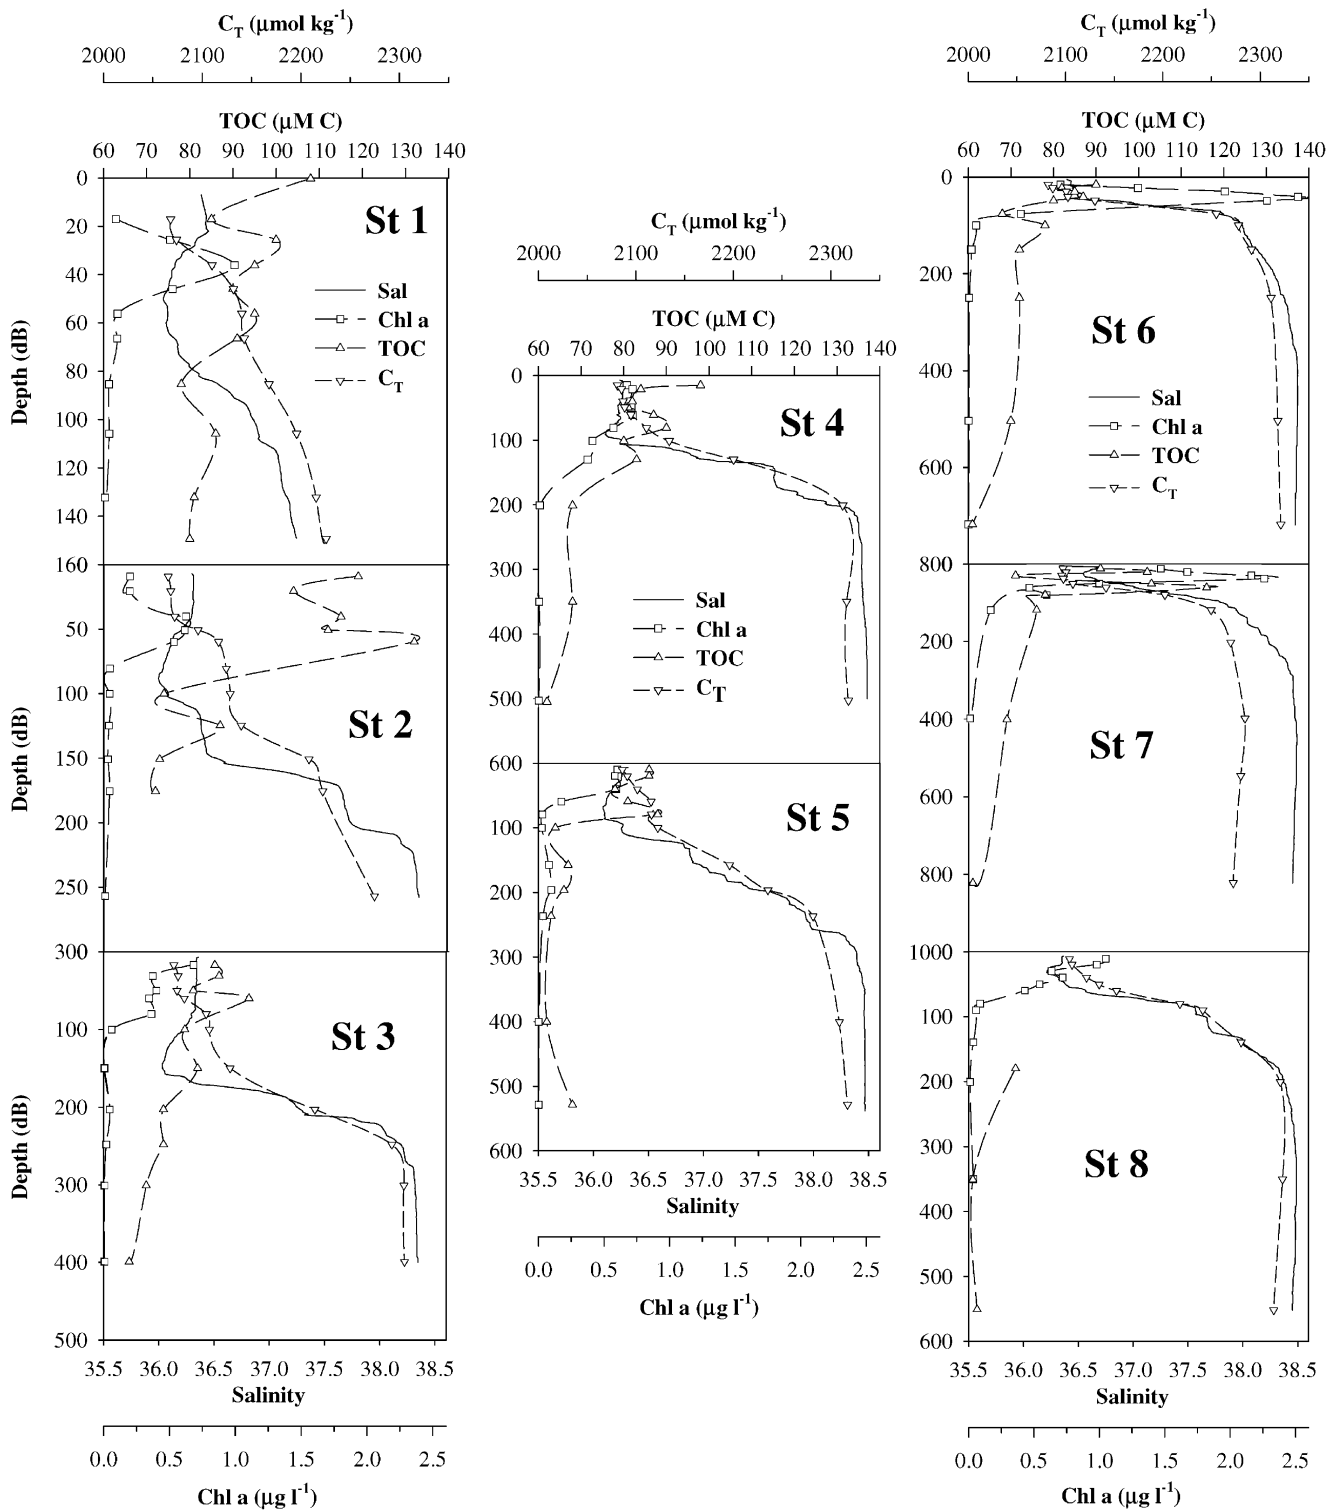 C_T (μmol kg⁻¹)
2000 2100 2200 2300
TOC (μM C)
60 70 80 90 100 110 120 130 140
0
20
40
60
80
100
120
140
160
Depth (dB)
St 1
Sal
Chl a
TOC
C_T
50
100
150
200
250
300
Depth (dB)
St 2
100
200
300
400
500
Depth (dB)
St 3
35.5 36.0 36.5 37.0 37.5 38.0 38.5
Salinity
0.0 0.5 1.0 1.5 2.0 2.5
Chl a (μg l⁻¹)
C_T (μmol kg⁻¹)
2000 2100 2200 2300
TOC (μM C)
60 70 80 90 100 110 120 130 140
0
100
200
300
400
500
600
St 4
Sal
Chl a
TOC
C_T
100
200
300
400
500
600
St 5
35.5 36.0 36.5 37.0 37.5 38.0 38.5
Salinity
0.0 0.5 1.0 1.5 2.0 2.5
Chl a (μg l⁻¹)
C_T (μmol kg⁻¹)
2000 2100 2200 2300
TOC (μM C)
60 70 80 90 100 110 120 130 140
0
200
400
600
800
St 6
Sal
Chl a
TOC
C_T
200
400
600
800
1000
St 7
100
200
300
400
500
600
St 8
35.5 36.0 36.5 37.0 37.5 38.0 38.5
Salinity
0.0 0.5 1.0 1.5 2.0 2.5
Chl a (μg l⁻¹)